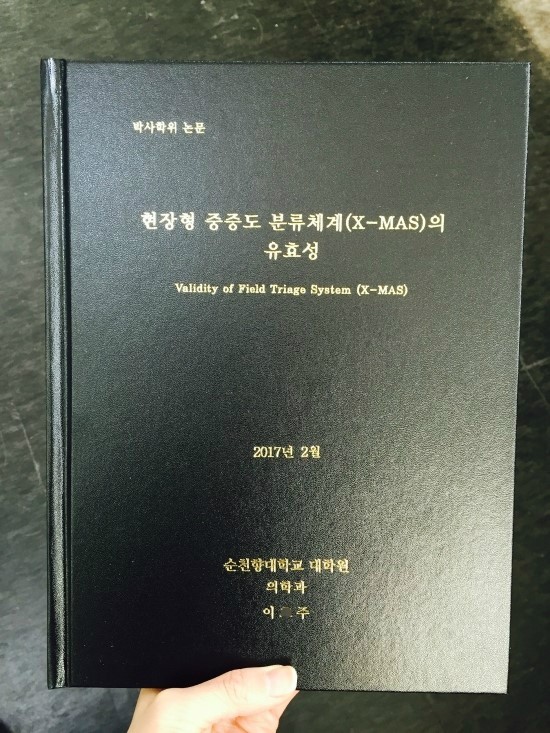 박사학위 논문
현장형 중증도 분류체계(X-MAS)의
유효성
Validity of Field Triage System (X-MAS)
2017년 2월
순천향대학교 대학원
의학과
이 주